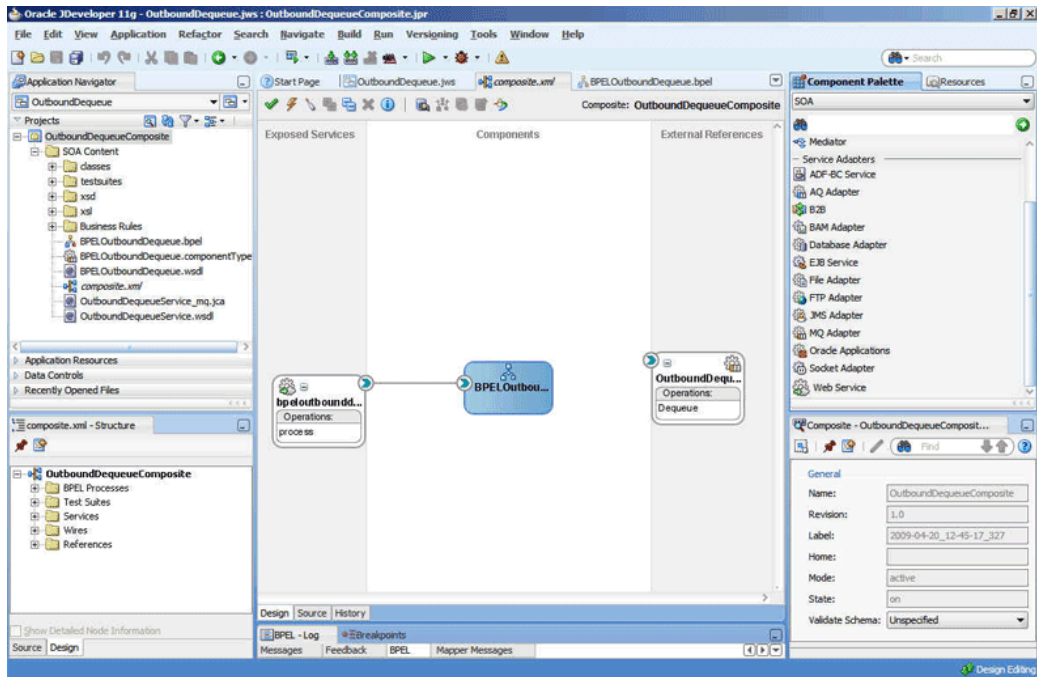 Oracle JDeveloper 11g - OutboundDequeue.jws : OutboundDequeueComposite.jpr
File Edit View Application Refactor Search Navigate Build Run Versioning Tools Window Help
Search
Application Navigator
OutboundDequeue
Projects
OutboundDequeueComposite
SOA Content
classes
testsuites
xsd
xsl
Business Rules
BPELOutboundDequeue.bpel
BPELOutboundDequeue.componentType
BPELOutboundDequeue.wsdl
composite.xml
OutboundDequeueService_mq.jca
OutboundDequeueService.wsdl
Application Resources
Data Controls
Recently Opened Files
composite.xml - Structure
OutboundDequeueComposite
BPEL Processes
Test Suites
Services
Wires
References
Show Detailed Node Information
Source Design
Start Page OutboundDequeue.jws composite.xml BPELOutboundDequeue.bpel
Composite: OutboundDequeueComposite
Exposed Services Components External References
bpeloutboundd...
Operations:
process
BPELOutbou...
OutboundDequ...
Operations:
Dequeue
Design Source History
BPEL - Log Breakpoints
Messages Feedback BPEL Mapper Messages
Component Palette Resources
SOA
Mediator
Service Adapters
ADF-BC Service
AQ Adapter
B2B
BAM Adapter
Database Adapter
EJB Service
File Adapter
FTP Adapter
JMS Adapter
MQ Adapter
Oracle Applications
Socket Adapter
Web Service
Composite - OutboundDequeueComposit...
Find
General
Name: OutboundDequeueComposite
Revision: 1.0
Label: 2009-04-20_12-45-17_327
Home:
Mode: active
State: on
Validate Schema: Unspecified
Design Editing